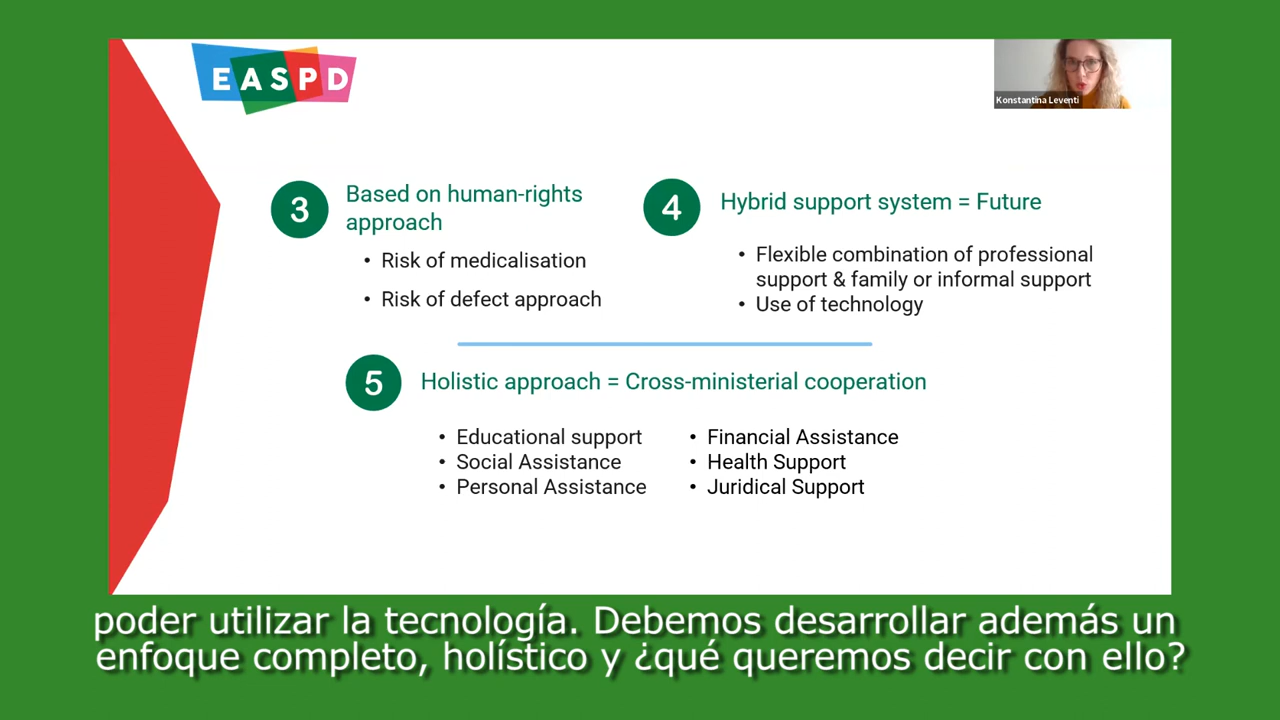 EASPD
Konstantina Leventi
3
Based on human-rights
approach
• Risk of medicalisation
• Risk of defect approach
4
Hybrid support system = Future
• Flexible combination of professional
support & family or informal support
• Use of technology
5
Holistic approach = Cross-ministerial cooperation
• Educational support
• Social Assistance
• Personal Assistance
• Financial Assistance
• Health Support
• Juridical Support
poder utilizar la tecnología. Debemos desarrollar además un
enfoque completo, holístico y ¿qué queremos decir con ello?